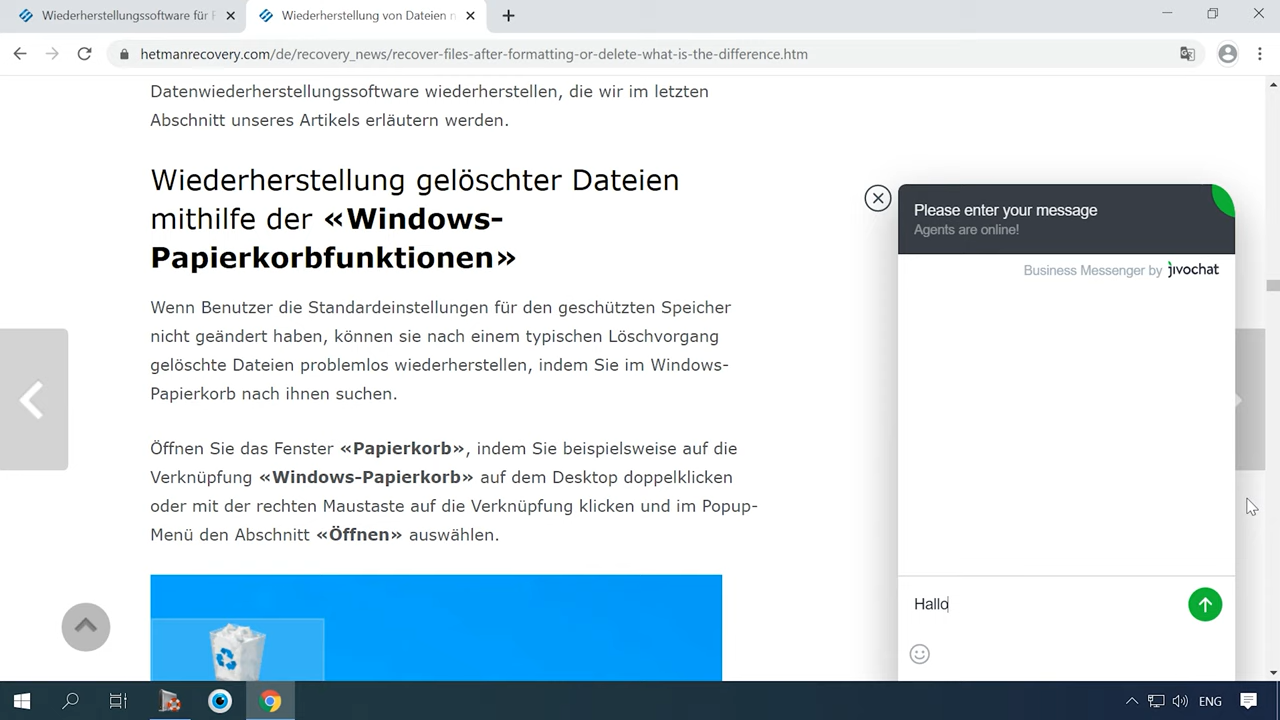 Wiederherstellungssoftware für F
Wiederherstellung von Dateien n
hetmanrecovery.com/de/recovery_news/recover-files-after-formatting-or-delete-what-is-the-difference.htm
Datenwiederherstellungssoftware wiederherstellen, die wir im letzten
Abschnitt unseres Artikels erläutern werden.
Wiederherstellung gelöschter Dateien
mithilfe der «Windows-
Papierkorbfunktionen»
Wenn Benutzer die Standardeinstellungen für den geschützten Speicher
nicht geändert haben, können sie nach einem typischen Löschvorgang
gelöschte Dateien problemlos wiederherstellen, indem Sie im Windows-
Papierkorb nach ihnen suchen.
Öffnen Sie das Fenster «Papierkorb», indem Sie beispielsweise auf die
Verknüpfung «Windows-Papierkorb» auf dem Desktop doppelklicken
oder mit der rechten Maustaste auf die Verknüpfung klicken und im Popup-
Menü den Abschnitt «Öffnen» auswählen.
Please enter your message
Agents are online!
Business Messenger by jivochat
Hallo
ENG